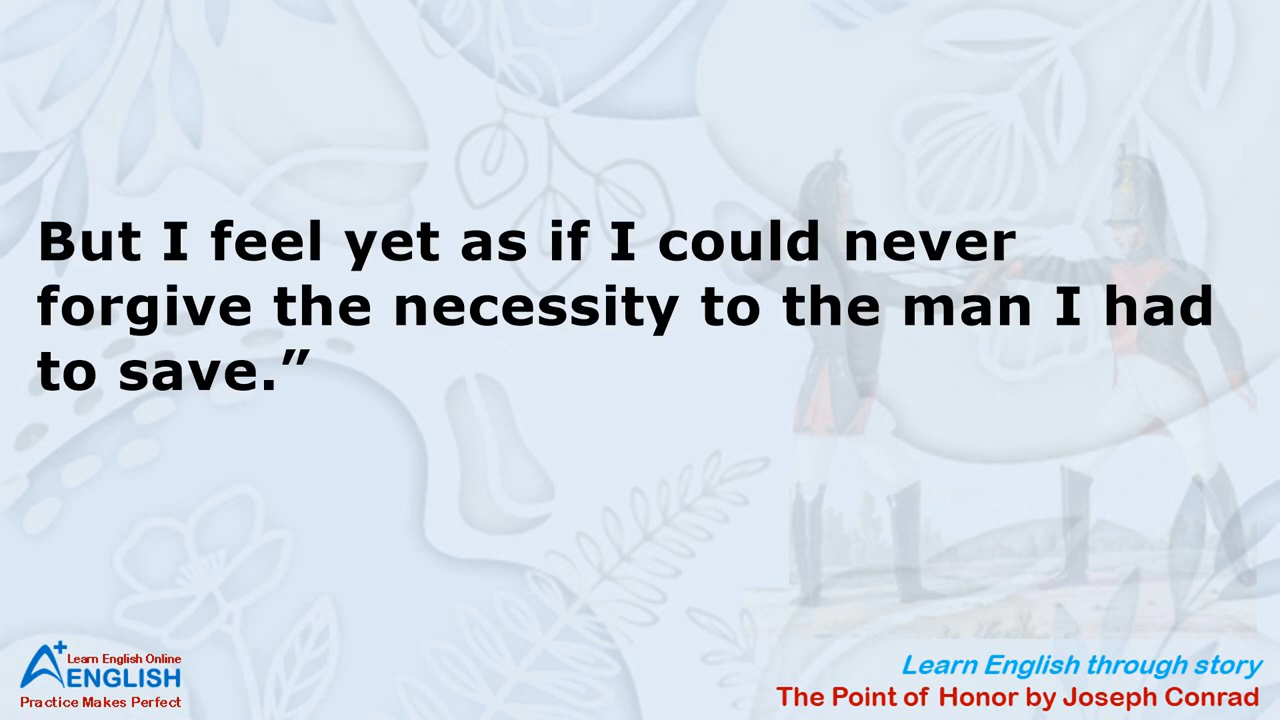 But I feel yet as if I could never
forgive the necessity to the man I had
to save.”
A+ Learn English Online
ENGLISH
Practice Makes Perfect
Learn English through story
The Point of Honor by Joseph Conrad